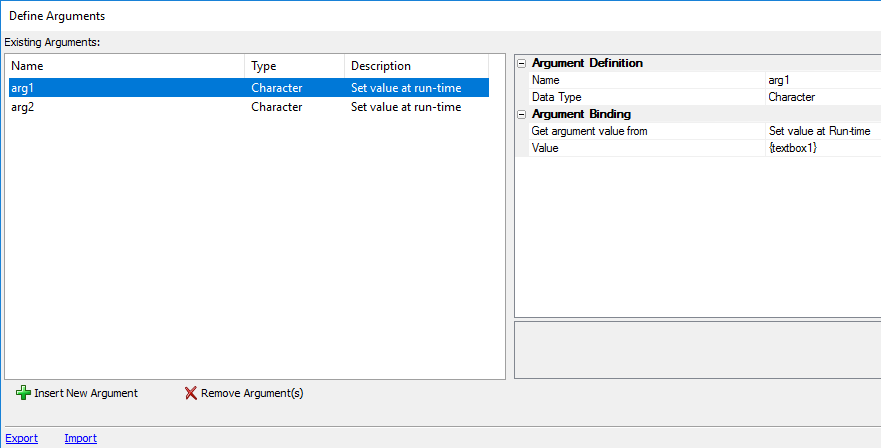 Define Arguments
Existing Arguments:
Name Type Description
arg1 Character Set value at run-time
arg2 Character Set value at run-time
Argument Definition
Name arg1
Data Type Character
Argument Binding
Get argument value from Set value at Run-time
Value {textbox1}
Insert New Argument Remove Argument(s)
Export Import